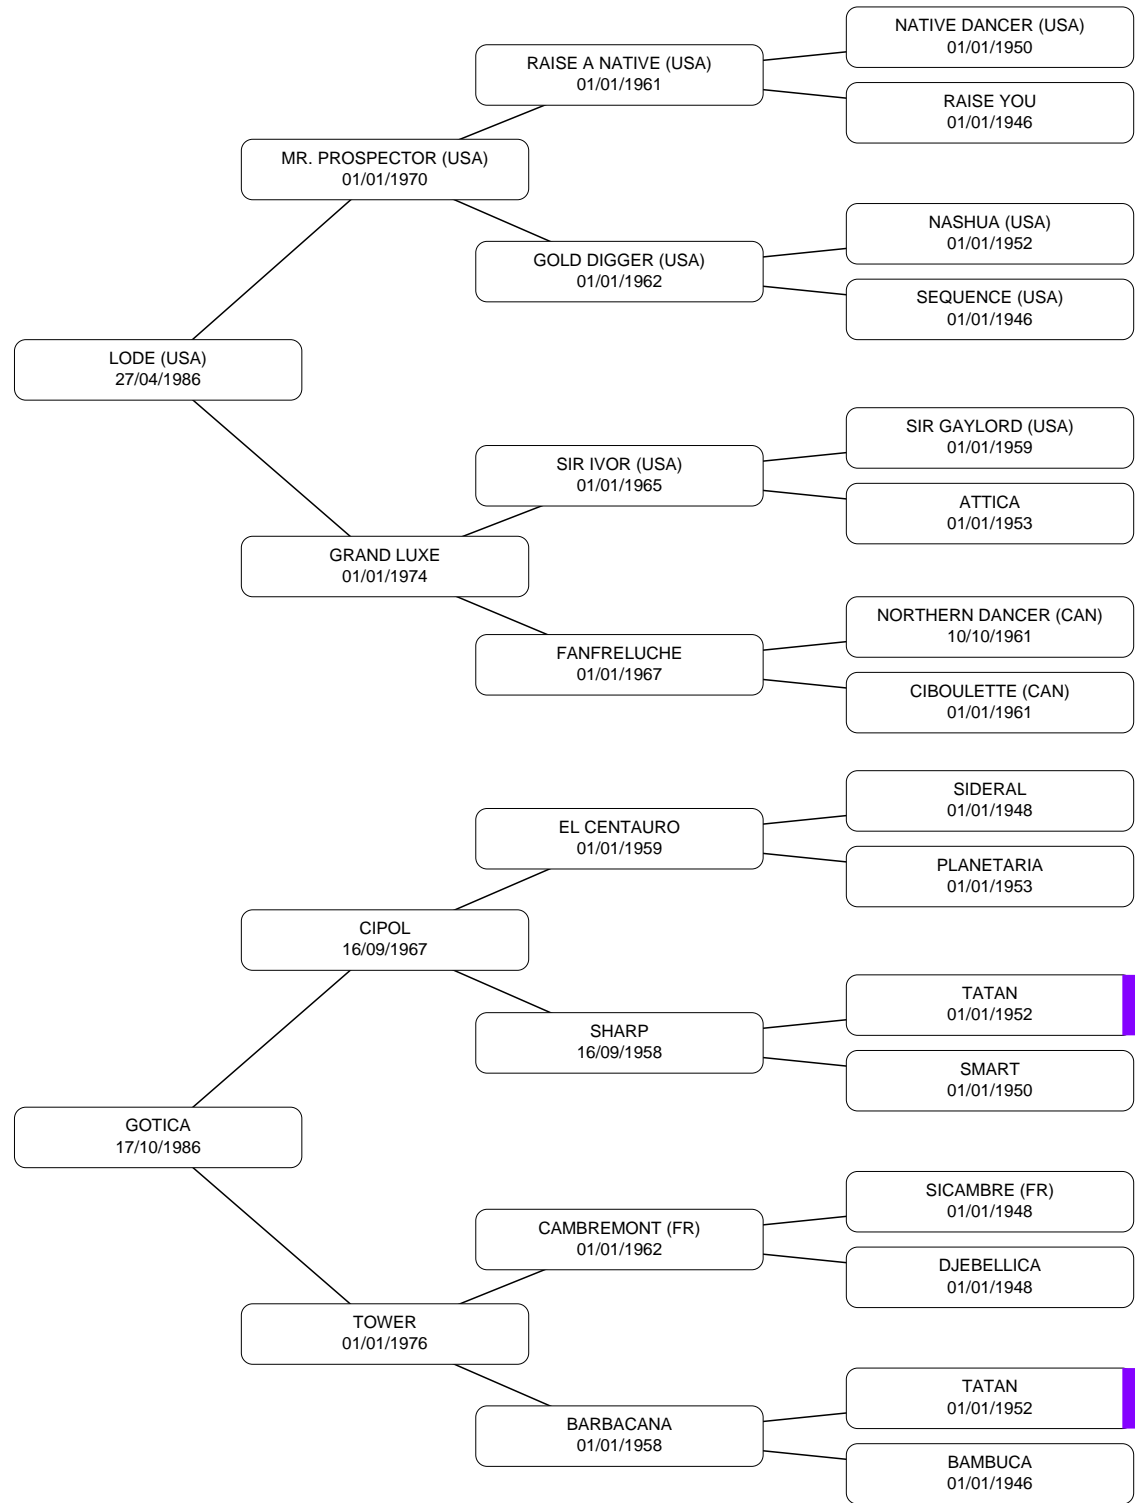 NATIVE DANCER (USA)
01/01/1950
RAISE A NATIVE (USA)
01/01/1961
RAISE YOU
01/01/1946
MR. PROSPECTOR (USA)
01/01/1970
NASHUA (USA)
01/01/1952
GOLD DIGGER (USA)
01/01/1962
SEQUENCE (USA)
01/01/1946
LODE (USA)
27/04/1986
SIR GAYLORD (USA)
01/01/1959
SIR IVOR (USA)
01/01/1965
ATTICA
01/01/1953
GRAND LUXE
01/01/1974
NORTHERN DANCER (CAN)
10/10/1961
FANFRELUCHE
01/01/1967
CIBOULETTE (CAN)
01/01/1961
SIDERAL
01/01/1948
EL CENTAURO
01/01/1959
PLANETARIA
01/01/1953
CIPOL
16/09/1967
TATAN
01/01/1952
SHARP
16/09/1958
SMART
01/01/1950
GOTICA
17/10/1986
SICAMBRE (FR)
01/01/1948
CAMBREMONT (FR)
01/01/1962
DJEBELLICA
01/01/1948
TOWER
01/01/1976
TATAN
01/01/1952
BARBACANA
01/01/1958
BAMBUCA
01/01/1946